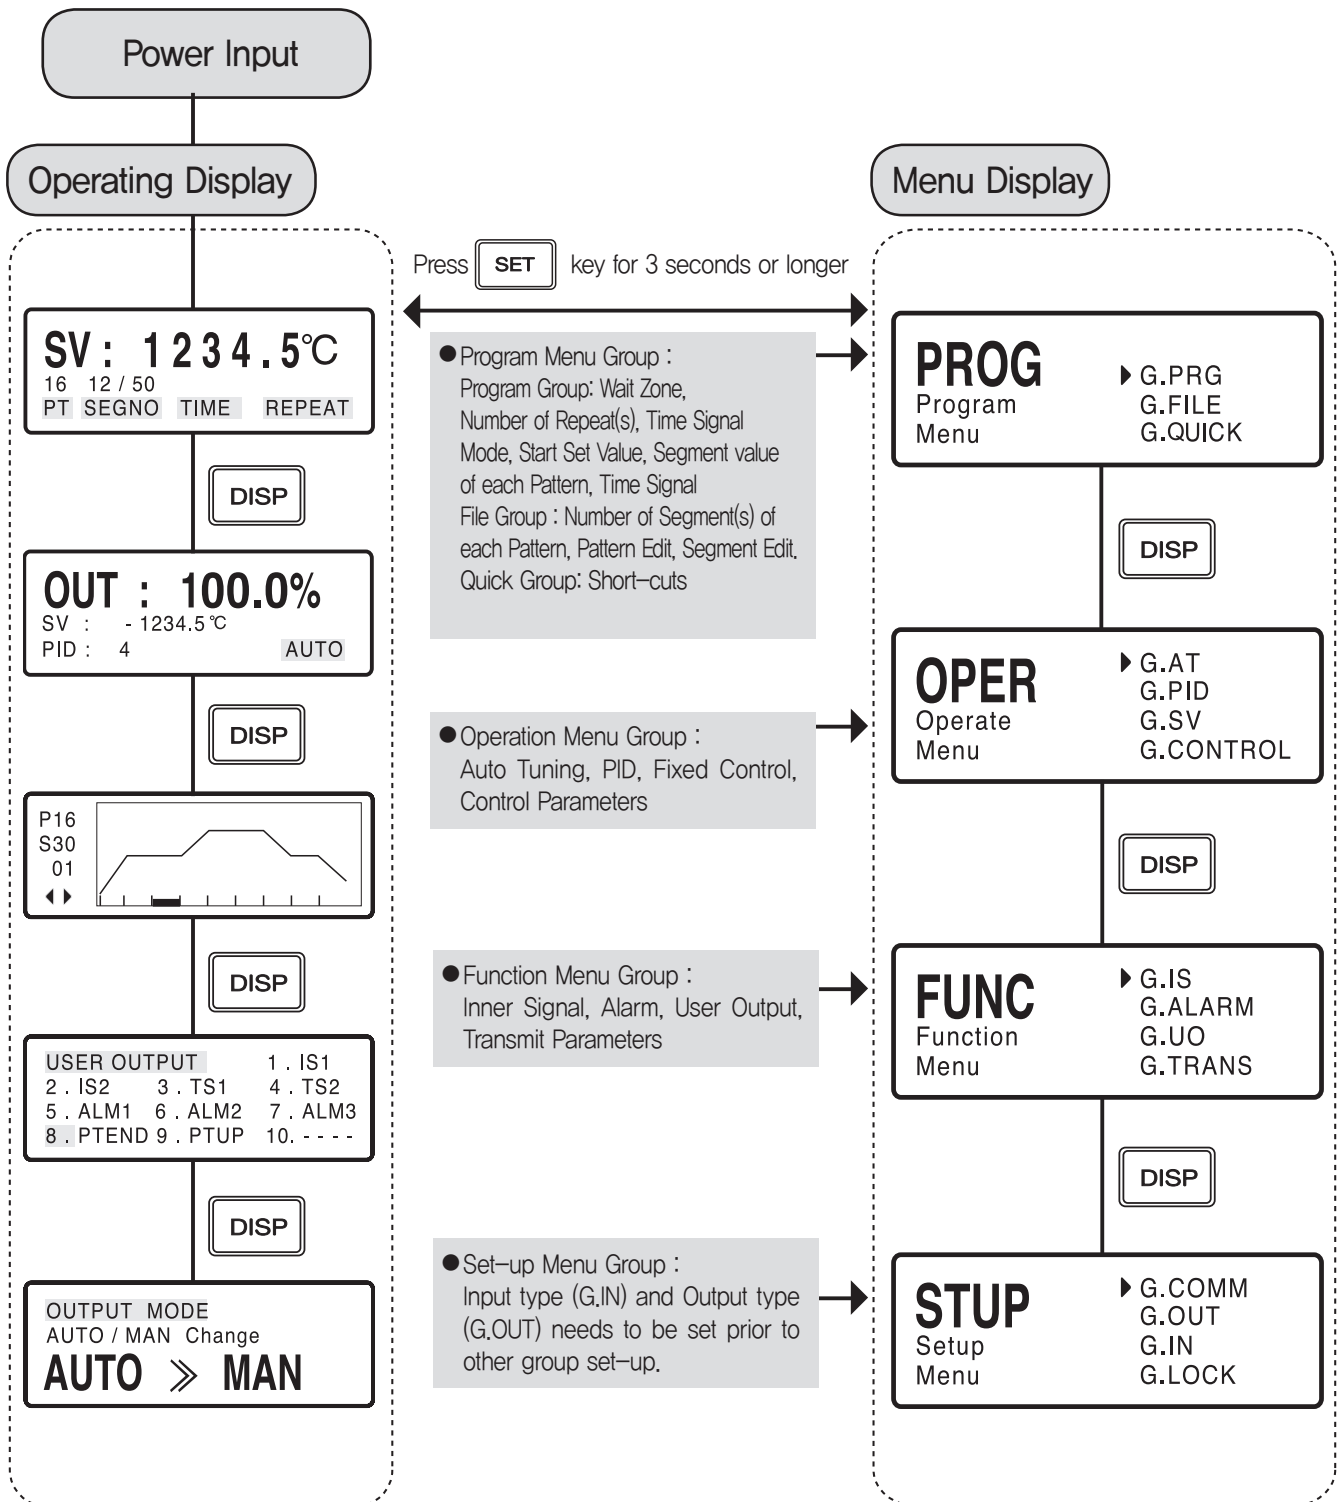 Power Input
Operating Display
Menu Display
Press SET key for 3 seconds or longer
SV : 1234.5℃
16 12 / 50
PT SEGNO TIME REPEAT
DISP
OUT : 100.0%
SV : - 1234.5 ℃
PID : 4 AUTO
DISP
P16
S30
01
DISP
USER OUTPUT 1 . IS1
2 . IS2 3 . TS1 4 . TS2
5 . ALM1 6 . ALM2 7 . ALM3
8 . PTEND 9 . PTUP 10. - - - -
DISP
OUTPUT MODE
AUTO / MAN Change
AUTO ≫ MAN
●Program Menu Group :
Program Group: Wait Zone,
Number of Repeat(s), Time Signal
Mode, Start Set Value, Segment value
of each Pattern, Time Signal
File Group : Number of Segment(s) of
each Pattern, Pattern Edit, Segment Edit.
Quick Group: Short-cuts
●Operation Menu Group :
Auto Tuning, PID, Fixed Control,
Control Parameters
●Function Menu Group :
Inner Signal, Alarm, User Output,
Transmit Parameters
●Set-up Menu Group :
Input type (G.IN) and Output type
(G.OUT) needs to be set prior to
other group set-up.
PROG
Program
Menu
G.PRG
G.FILE
G.QUICK
DISP
OPER
Operate
Menu
G.AT
G.PID
G.SV
G.CONTROL
DISP
FUNC
Function
Menu
G.IS
G.ALARM
G.UO
G.TRANS
DISP
STUP
Setup
Menu
G.COMM
G.OUT
G.IN
G.LOCK